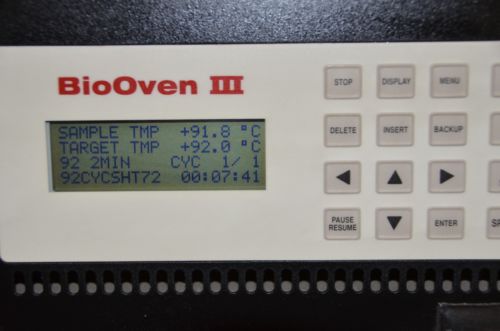 BioOven III
SAMPLE TMP +91.8 °C
TARGET TMP +92.0 °C
92 2MIN CYC 1/ 1
92CYCSHT72 00:07:41
STOP DISPLAY MENU
DELETE INSERT BACKUP
PAUSE RESUME ENTER